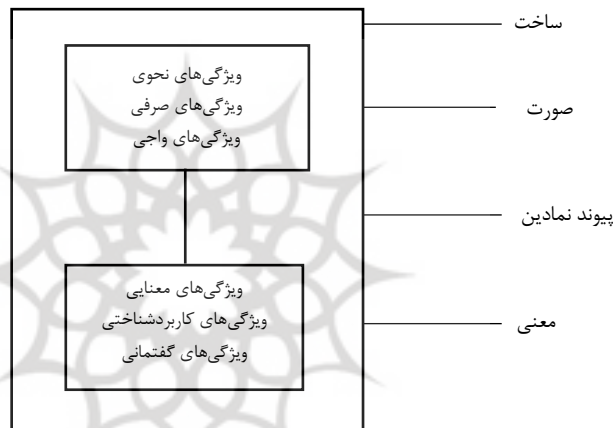 ساخت
ویژگی‌های نحوی
ویژگی‌های صرفی
صورت
ویژگی‌های واجی
پیوند نمادین
ویژگی‌های معنایی
ویژگی‌های کاربردشناختی
معنی
ویژگی‌های گفتمانی